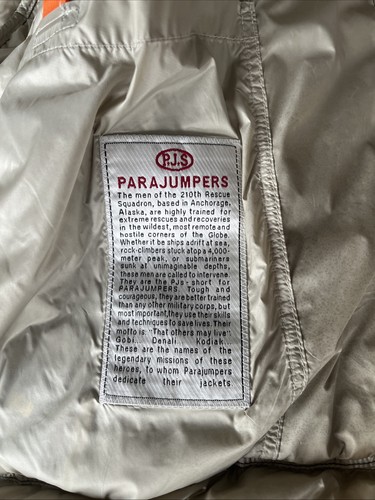 P.J.S
PARAJUMPERS
The men of the 210th Rescue
Squadron, based in Anchorage,
Alaska, are highly trained for
extreme rescues and recoveries
in the wildest, most remote and
hostile corners of the Globe.
Whether it be ships adrift at sea,
rock-climbers stuck atop a 4,000-
meter peak, or submariners
sunk at unimaginable depths,
these men are called to intervene.
They are the PJs-short for
PARAJUMPERS. Tough and
courageous, they are better trained
than any other military corps, but
most important, they use their skills
and techniques to save lives. Their
motto is: "That others may live".
Gobi. Denali. Kodiak.
These are the names of the
legendary missions of these
heroes, to whom Parajumpers
dedicate their jackets